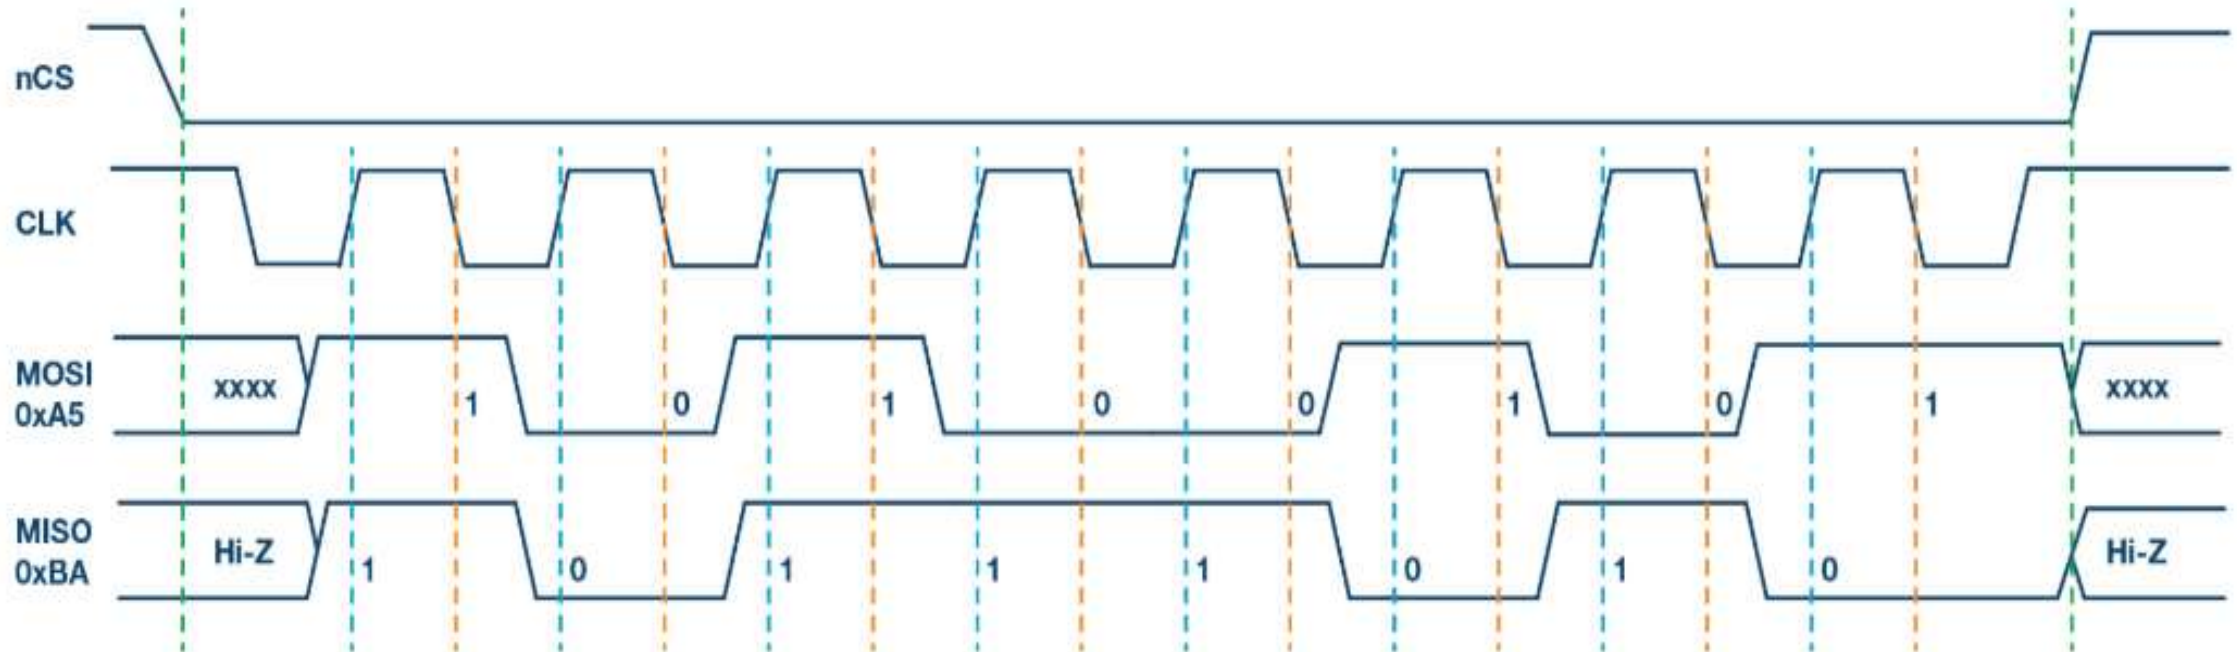 nCS
CLK
MOSI
0xA5
xxxx
1 0 1 0 0 1 0 1
xxxx
MISO
0xBA
Hi-Z
1 0 1 1 1 0 1 0
Hi-Z